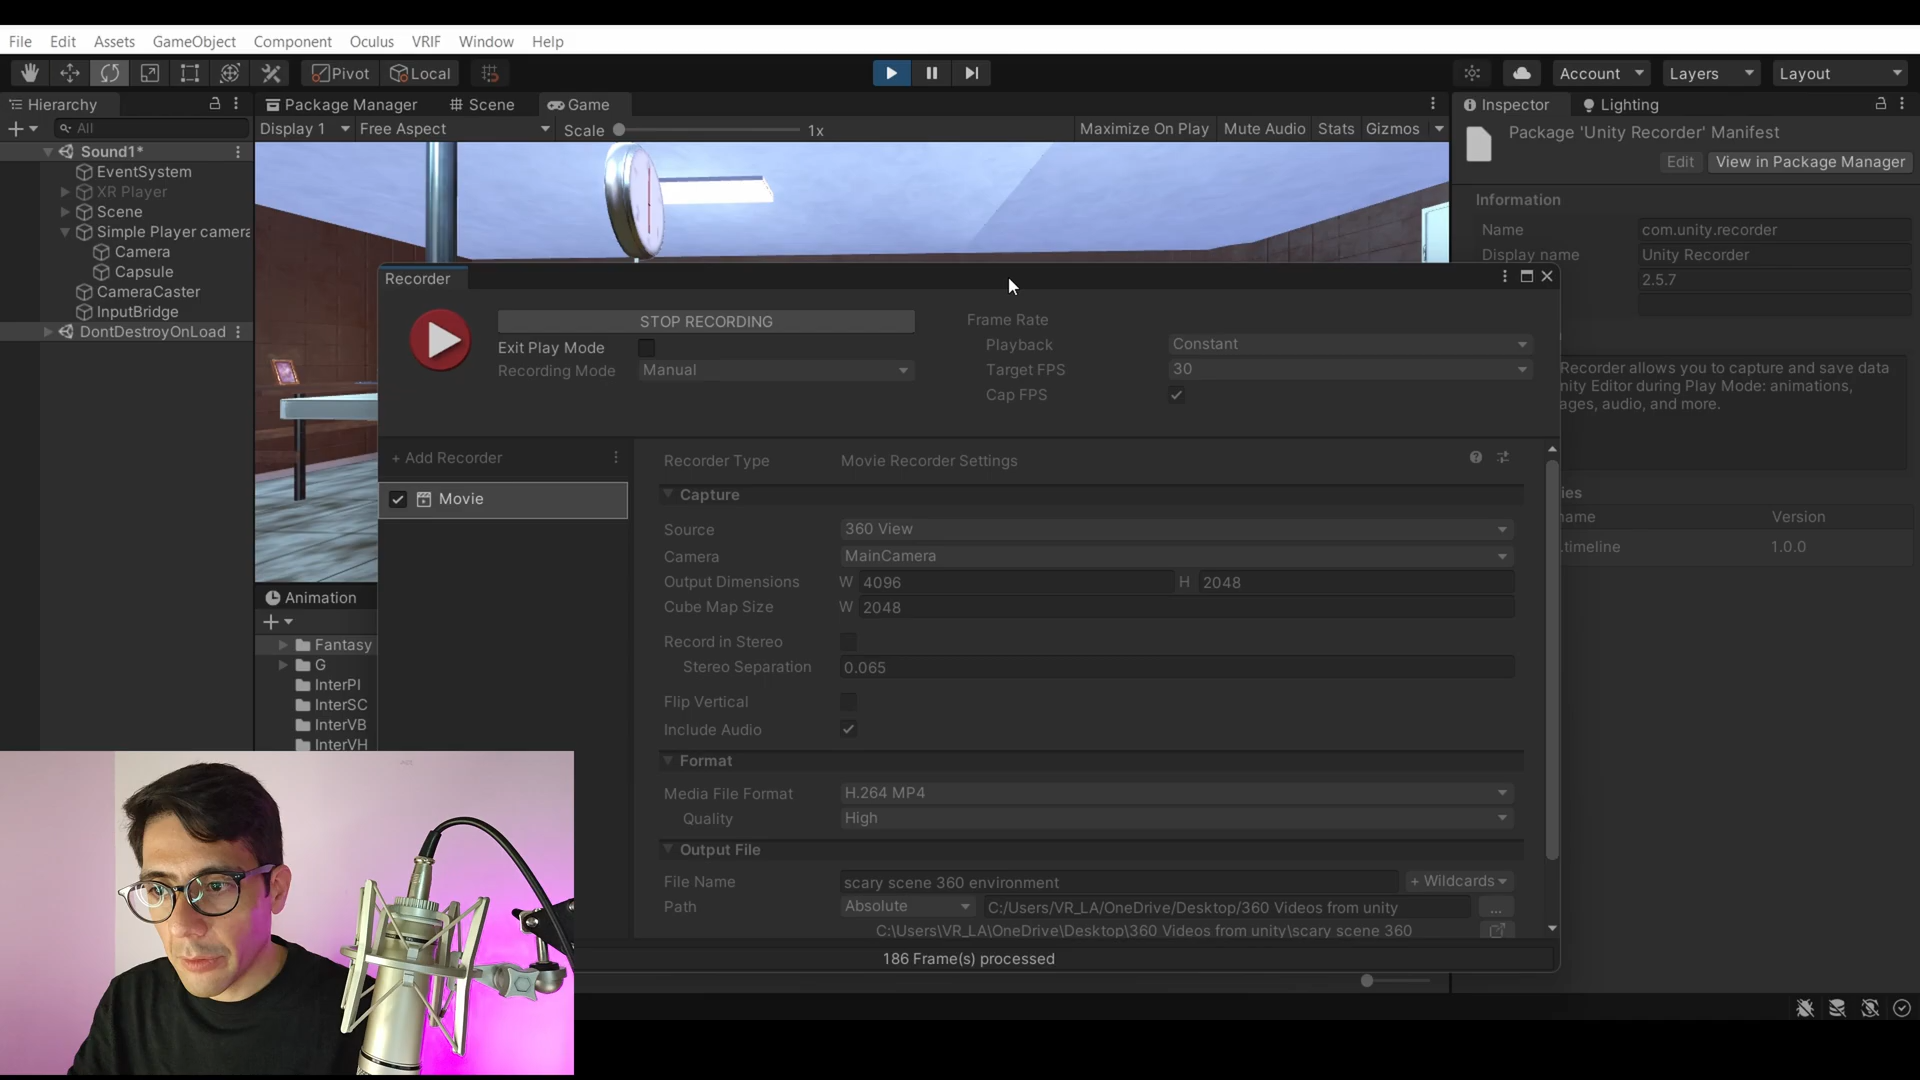 File Edit Assets GameObject Component Oculus VRIF Window Help
Pivot Local Account Layers Layout
Hierarchy Package Manager Scene Game Inspector Lighting
All Display 1 Free Aspect Scale 1x Maximize On Play Mute Audio Stats Gizmos
Package 'Unity Recorder' Manifest
Edit View in Package Manager
Sound1*
EventSystem
XR Player
Scene
Simple Player camera
Camera
Capsule
CameraCaster
InputBridge
DontDestroyOnLoad
Information
Name com.unity.recorder
Display name Unity Recorder
2.5.7
Recorder
STOP RECORDING
Exit Play Mode
Recording Mode Manual
Frame Rate
Playback Constant
Target FPS 30
Cap FPS
Recorder allows you to capture and save data
nity Editor during Play Mode: animations,
ages, audio, and more.
+ Add Recorder
Movie
Recorder Type Movie Recorder Settings
Capture
Source 360 View
Camera MainCamera
Output Dimensions W 4096 H 2048
Cube Map Size W 2048
Record in Stereo
Stereo Separation 0.065
Flip Vertical
Include Audio
Format
Media File Format H.264 MP4
Quality High
Output File
File Name scary scene 360 environment + Wildcards
Path Absolute C:/Users/VR_LA/OneDrive/Desktop/360 Videos from unity ...
C:\Users\VR_LA\OneDrive\Desktop\360 Videos from unity\scary scene 360
186 Frame(s) processed
ies
name Version
.timeline 1.0.0
Animation
Fantasy
G
InterPI
InterSC
InterVB
InterVH